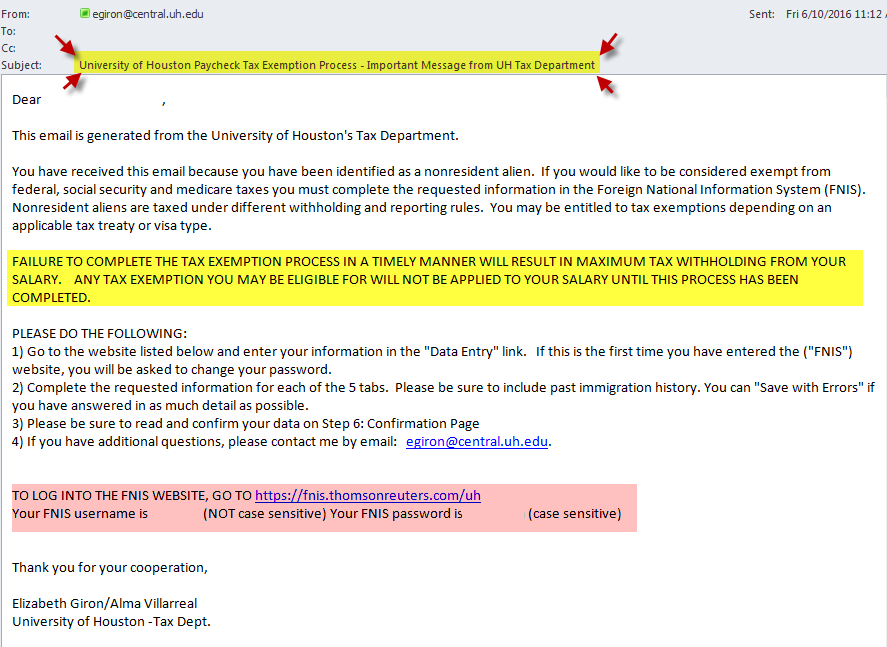 From: egiron@central.uh.edu Sent: Fri 6/10/2016 11:12
To:
Cc:
Subject: University of Houston Paycheck Tax Exemption Process - Important Message from UH Tax Department
Dear ,
This email is generated from the University of Houston's Tax Department.
You have received this email because you have been identified as a nonresident alien. If you would like to be considered exempt from
federal, social security and medicare taxes you must complete the requested information in the Foreign National Information System (FNIS).
Nonresident aliens are taxed under different withholding and reporting rules. You may be entitled to tax exemptions depending on an
applicable tax treaty or visa type.
FAILURE TO COMPLETE THE TAX EXEMPTION PROCESS IN A TIMELY MANNER WILL RESULT IN MAXIMUM TAX WITHHOLDING FROM YOUR
SALARY. ANY TAX EXEMPTION YOU MAY BE ELIGIBLE FOR WILL NOT BE APPLIED TO YOUR SALARY UNTIL THIS PROCESS HAS BEEN
COMPLETED.
PLEASE DO THE FOLLOWING:
1) Go to the website listed below and enter your information in the "Data Entry" link. If this is the first time you have entered the ("FNIS")
website, you will be asked to change your password.
2) Complete the requested information for each of the 5 tabs. Please be sure to include past immigration history. You can "Save with Errors" if
you have answered in as much detail as possible.
3) Please be sure to read and confirm your data on Step 6: Confirmation Page
4) If you have additional questions, please contact me by email: egiron@central.uh.edu.
TO LOG INTO THE FNIS WEBSITE, GO TO https://fnis.thomsonreuters.com/uh
Your FNIS username is (NOT case sensitive) Your FNIS password is (case sensitive)
Thank you for your cooperation,
Elizabeth Giron/Alma Villarreal
University of Houston -Tax Dept.